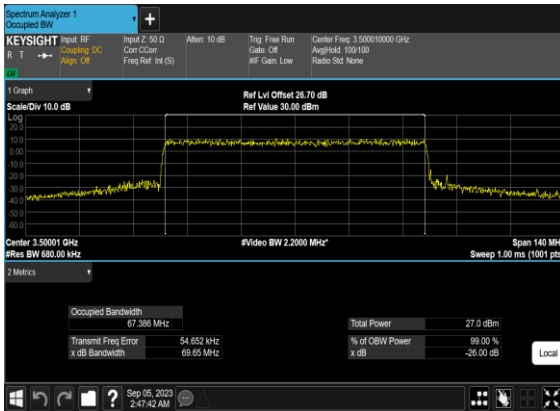 Spectrum Analyzer 1
Occupied BW
+
KEYSIGHT Input: RF Input Z: 50 Ω Atten: 10 dB Trig: Free Run Center Freq: 3.500010000 GHz
R T Coupling: DC Corr CCorr Gate: Off Avg|Hold: 100/100
Align: Off Freq Ref: Int (S) #IF Gain: Low Radio Std: None
1 Graph
Ref Lvl Offset 26.70 dB
Scale/Div 10.0 dB Ref Value 30.00 dBm
Log
20.0
10.0
0.00
-10.0
-20.0
-30.0
-40.0
-50.0
-60.0
Center 3.50001 GHz #Video BW 2.2000 MHz* Span 140 MH
#Res BW 680.00 kHz Sweep 1.00 ms (1001 pts
2 Metrics
Occupied Bandwidth
67.386 MHz Total Power 27.0 dBm
Transmit Freq Error 54.652 kHz % of OBW Power 99.00 %
x dB Bandwidth 69.65 MHz x dB -26.00 dB
Local
? Sep 05, 2023
2:47:42 AM